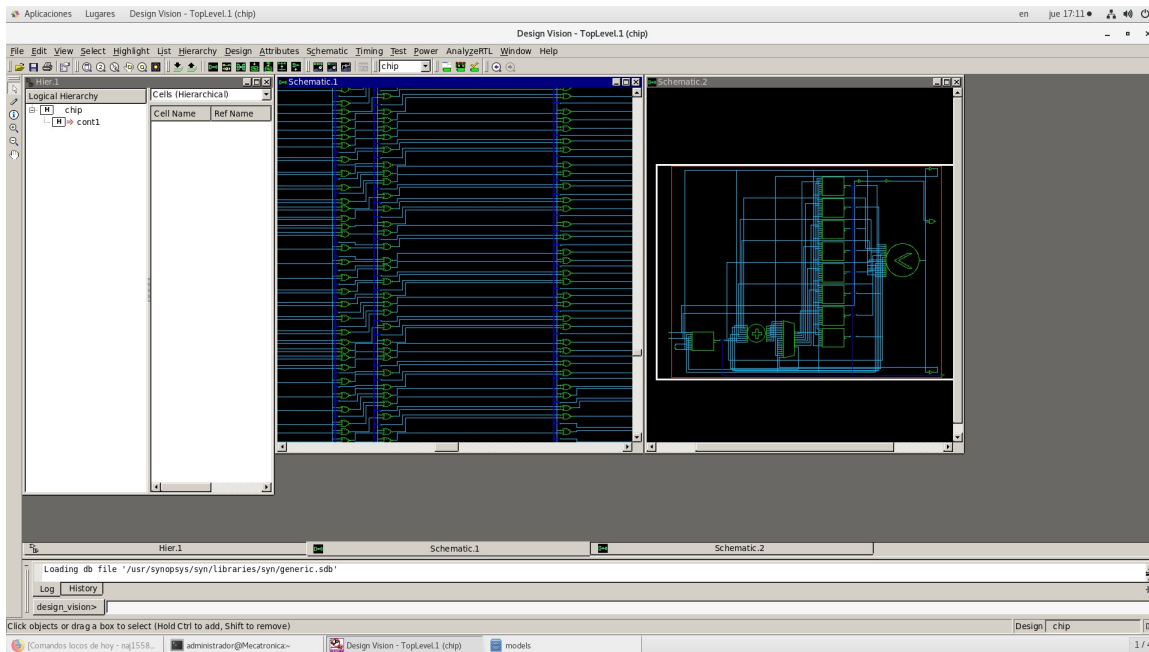 Aplicaciones Lugares Design Vision - TopLevel.1 (chip) en jue 17:11
Design Vision - TopLevel.1 (chip)
File Edit View Select Highlight List Hierarchy Design Attributes Schematic Timing Test Power AnalyzeRTL Window Help
chip
Hier.1 Schematic.1 Schematic.2
Logical Hierarchy Cells (Hierarchical)
H chip Cell Name Ref Name
H cont1
Hier.1 Schematic.1 Schematic.2
Loading db file '/usr/synopsys/syn/libraries/syn/generic.sdb'
Log History
design_vision>
Click objects or drag a box to select (Hold Ctrl to add, Shift to remove) Design chip
[Comandos locos de hoy - naj1558... administrador@Mecatronica:~ Design Vision - TopLevel.1 (chip) models